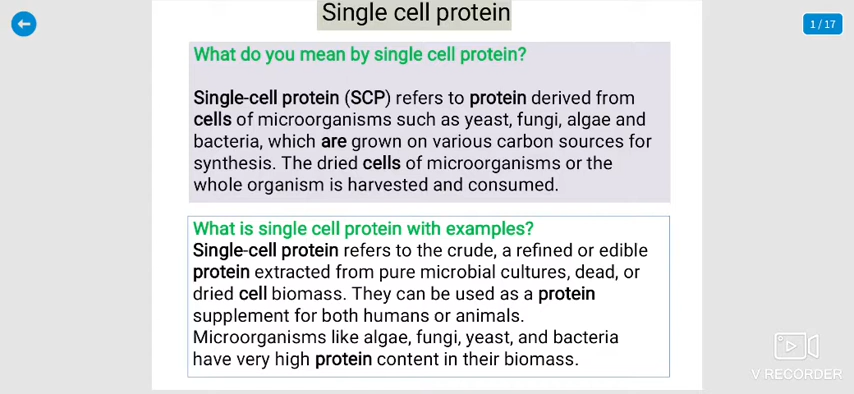 Single cell protein
1 / 17
What do you mean by single cell protein?
Single-cell protein (SCP) refers to protein derived from
cells of microorganisms such as yeast, fungi, algae and
bacteria, which are grown on various carbon sources for
synthesis. The dried cells of microorganisms or the
whole organism is harvested and consumed.
What is single cell protein with examples?
Single-cell protein refers to the crude, a refined or edible
protein extracted from pure microbial cultures, dead, or
dried cell biomass. They can be used as a protein
supplement for both humans or animals.
Microorganisms like algae, fungi, yeast, and bacteria
have very high protein content in their biomass.
V RECORDER